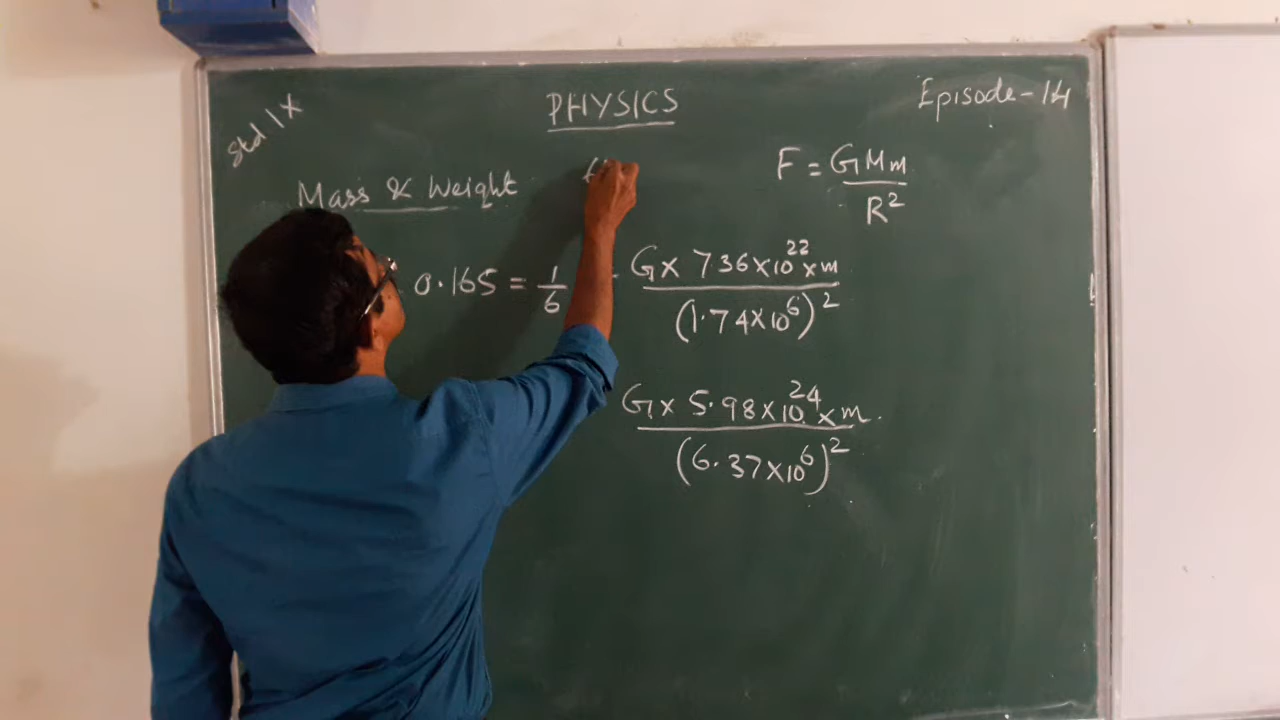 Std IX
PHYSICS
Episode-14
Mass & Weight
F = GMm
R²
0.165 = 1
6
G× 7 36×10²²×m
(1.74×10⁶)²
G× 5.98×10²⁴×m.
(6.37×10⁶)²